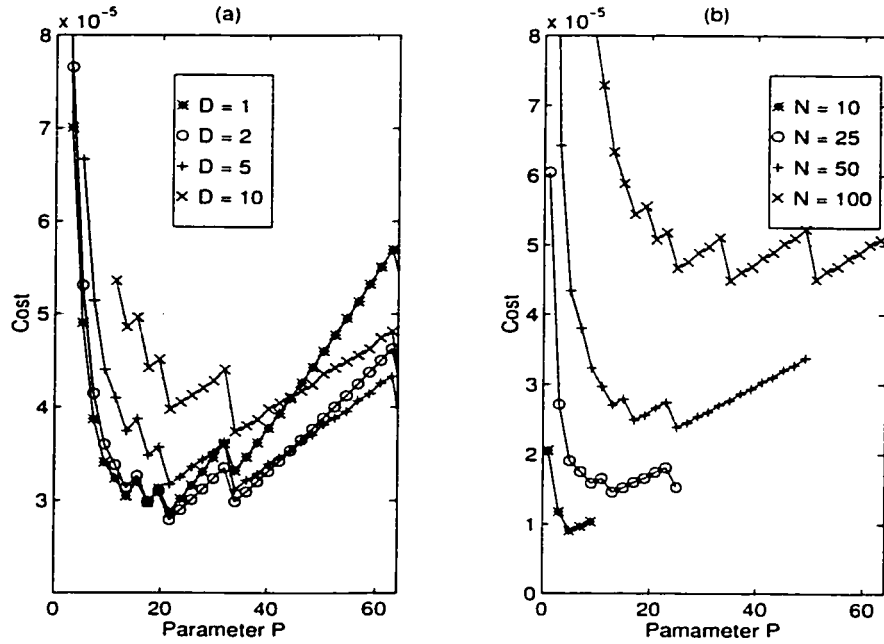 (a)
x 10⁻⁵
8
7
6
5
4
3
Cost
0
20
40
60
Parameter P
D = 1
D = 2
D = 5
D = 10
(b)
x 10⁻⁵
8
7
6
5
4
3
2
1
0
Cost
0
20
40
60
Pamameter P
N = 10
N = 25
N = 50
N = 100